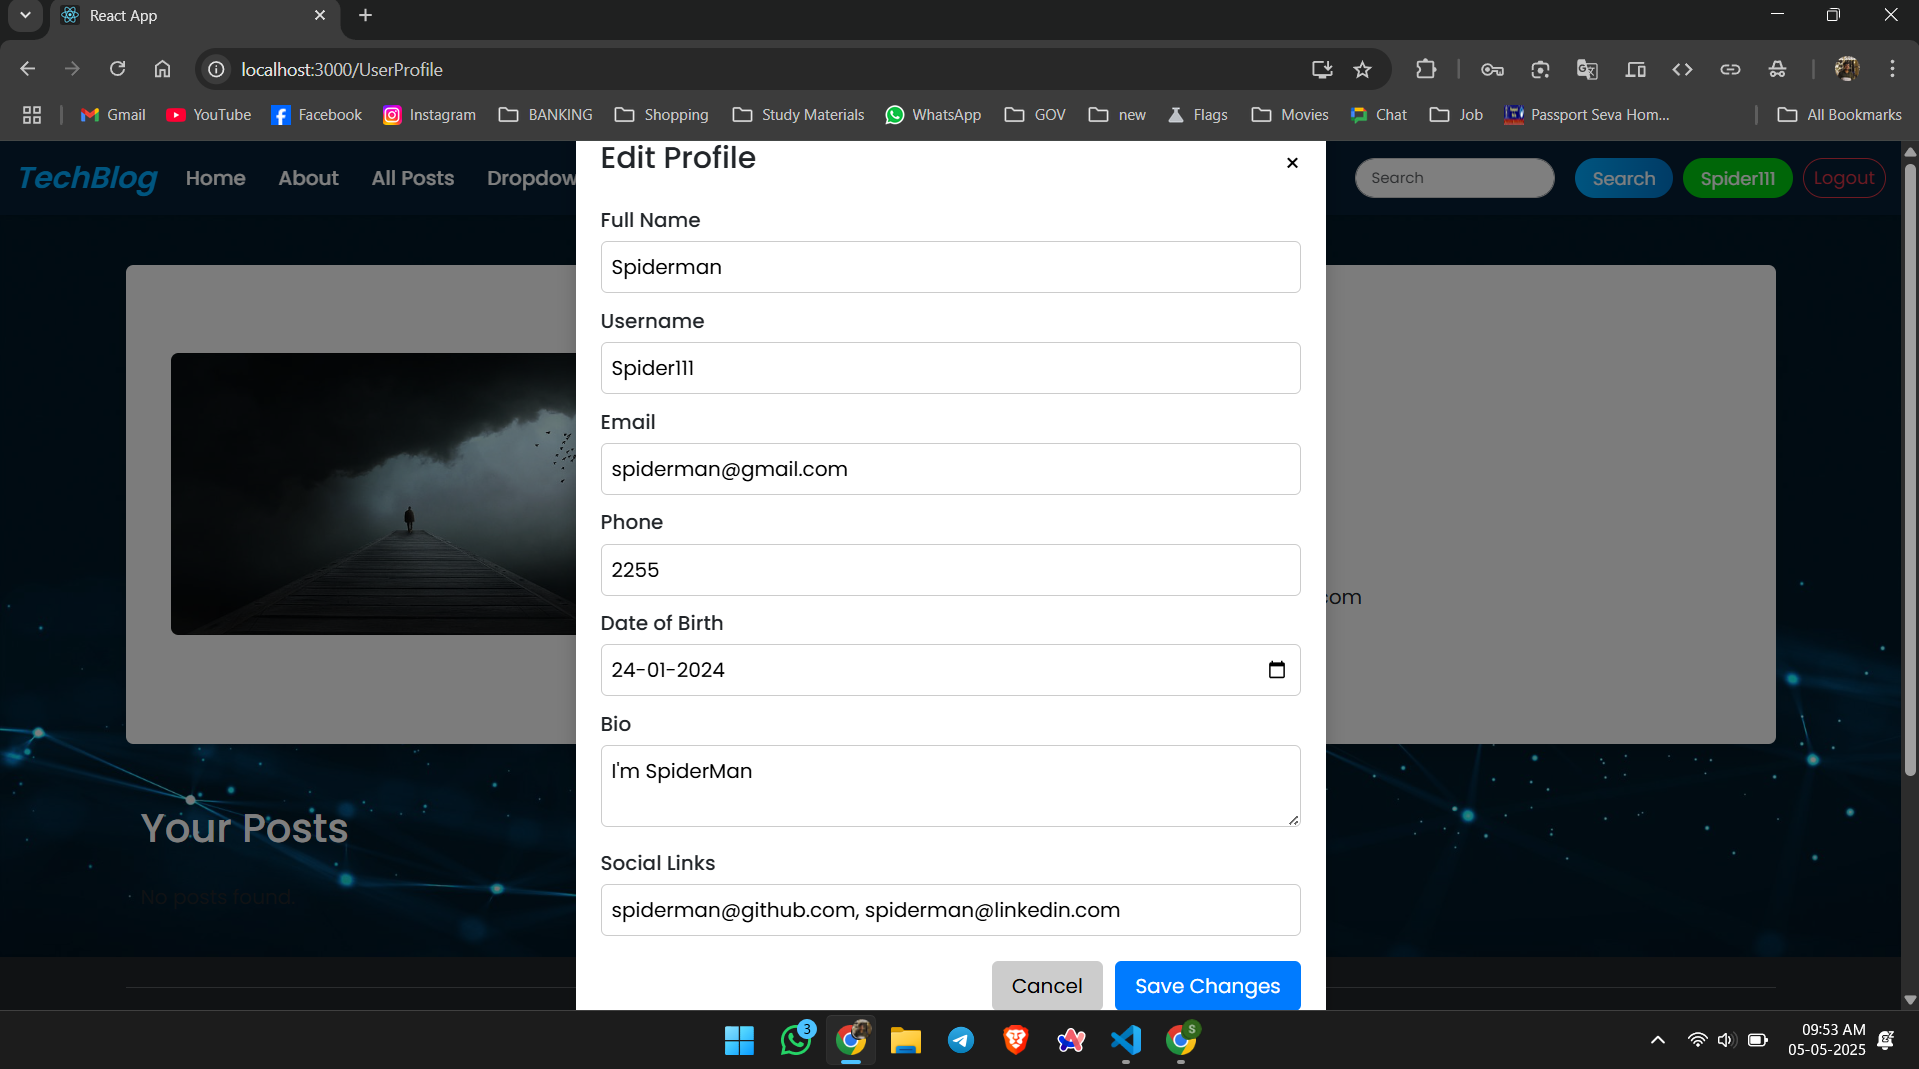 React App
localhost:3000/UserProfile
Gmail YouTube Facebook Instagram BANKING Shopping Study Materials WhatsApp GOV new Flags Movies Chat Job Passport Seva Hom... All Bookmarks
TechBlog Home About All Posts Dropdow Search Search Spider111 Logout
Edit Profile
Full Name
Spiderman
Username
Spider111
Email
spiderman@gmail.com
Phone
2255
com
Date of Birth
24-01-2024
Bio
I'm SpiderMan
Your Posts
No posts found.
Social Links
spiderman@github.com, spiderman@linkedin.com
Cancel Save Changes
3
S
09:53 AM
05-05-2025